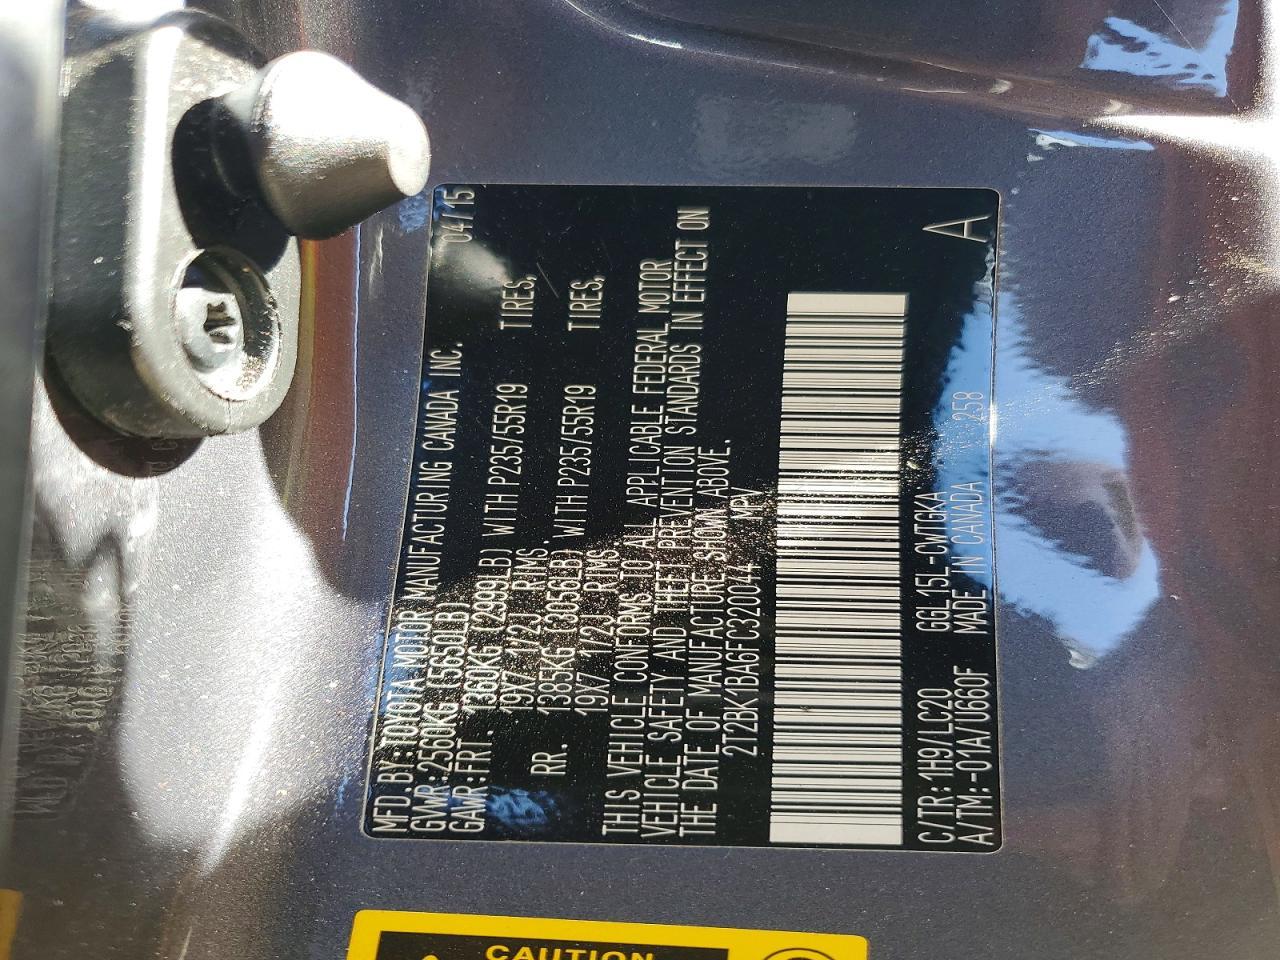 MFD. BY: TOYOTA MOTOR MANUFACTURING CANADA INC. 04/15
GVWR: 2560KG (5650LB)
GAWR: FRT. 1360KG (2999LB) WITH P235/55R19 TIRES,
19X7 1/2J RIMS.
RR. 1385KG (3056LB) WITH P235/55R19 TIRES,
19X7 1/2J RIMS
THIS VEHICLE CONFORMS TO ALL APPLICABLE FEDERAL MOTOR
VEHICLE SAFETY AND THEFT PREVENTION STANDARDS IN EFFECT ON
THE DATE OF MANUFACTURE SHOWN ABOVE.
2T2BK1BA6FC320044 MPV
C/TR: 1H9/LC20 GGL15L-CWTGKA
A/TM: -01A/U660F MADE IN CANADA 258
A
CAUTION